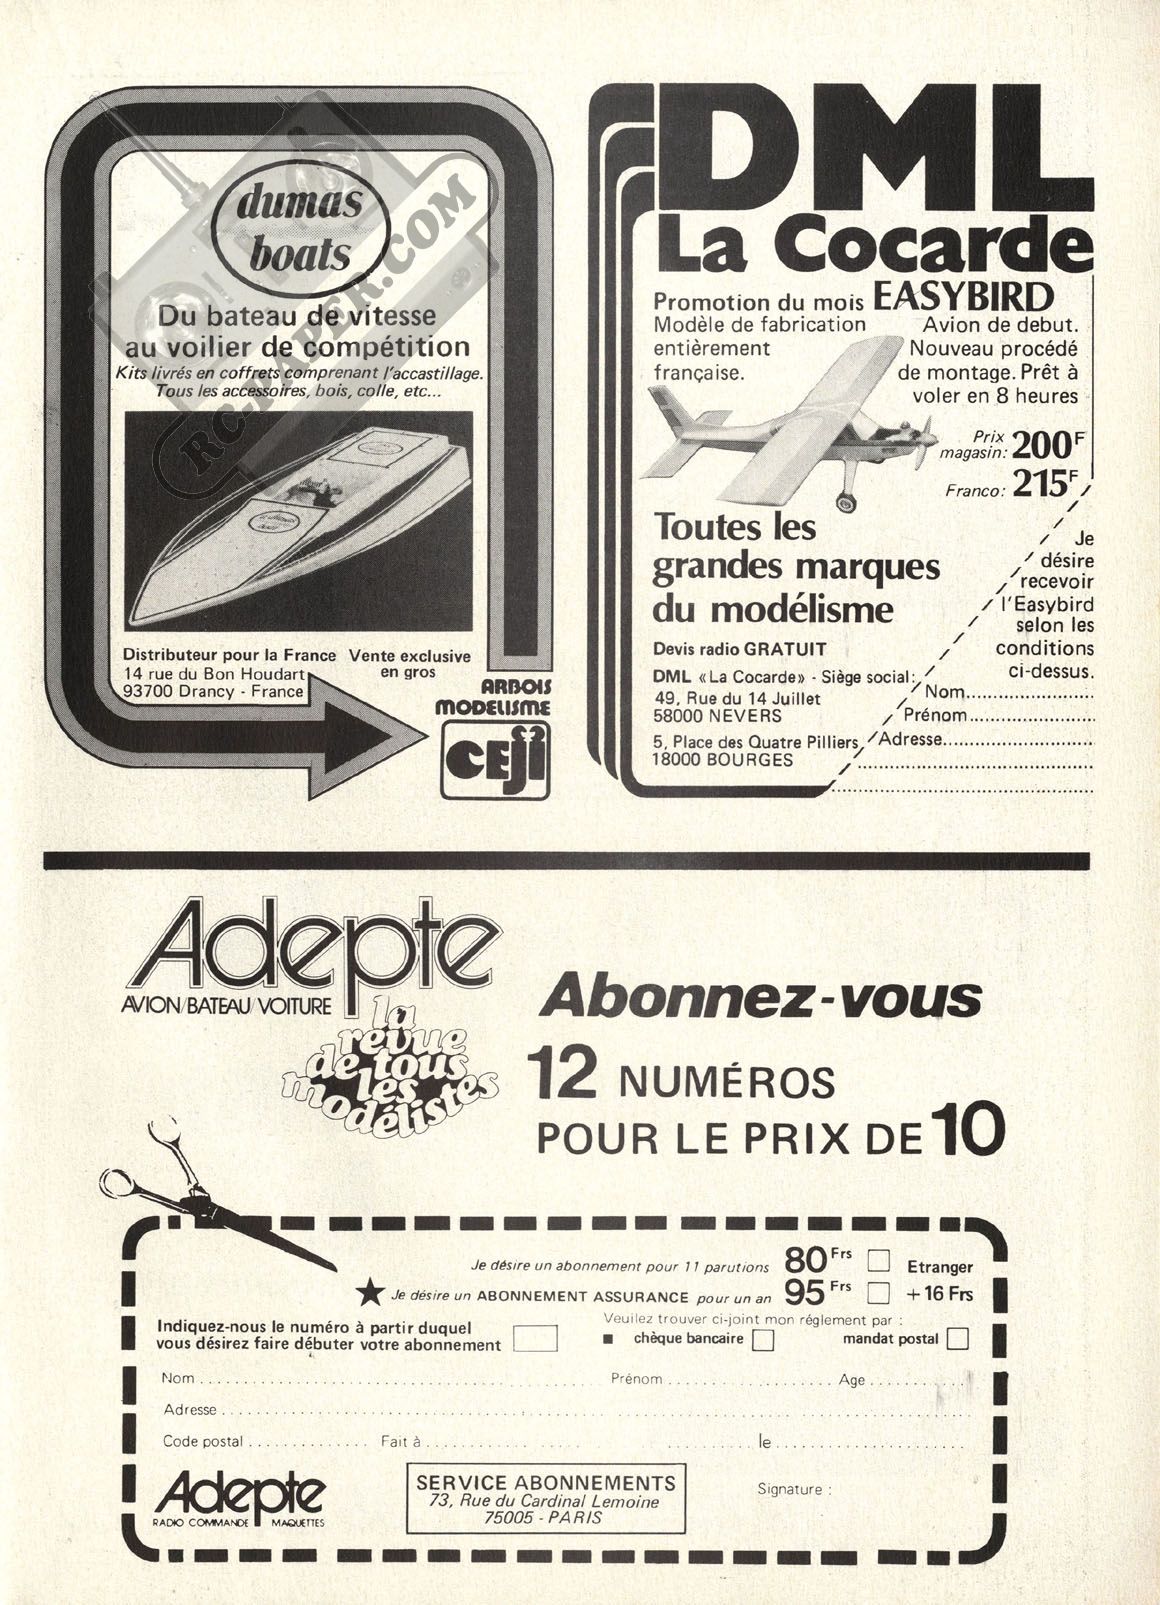 dumas
boats
Du bateau de vitesse
au voilier de compétition
Kits livrés en coffrets comprenant l'accastillage.
Tous les accessoires, bois, colle, etc...
dumas
boats
Distributeur pour la France
14 rue du Bon Houdart
93700 Drancy - France
Vente exclusive
en gros
ARBOIS
MODELISME
CEJI
RC-PAPER.COM
DML
La Cocarde
Promotion du mois EASYBIRD
Modèle de fabrication
entièrement
française.
Avion de debut.
Nouveau procédé
de montage. Prêt à
voler en 8 heures
Prix
magasin: 200F
Franco: 215F
Toutes les
grandes marques
du modélisme
Devis radio GRATUIT
DML «La Cocarde» - Siège social:
49, Rue du 14 Juillet
58000 NEVERS
5, Place des Quatre Pilliers
18000 BOURGES
Je
désire
recevoir
l'Easybird
selon les
conditions
ci-dessus.
Nom......................
Prénom......................
Adresse...........................
Adepte
AVION/BATEAU/VOITURE
la
revue
de tous
les
modélistes
Abonnez-vous
12 NUMÉROS
POUR LE PRIX DE 10
Je désire un abonnement pour 11 parutions 80 Frs
Etranger
★ Je désire un ABONNEMENT ASSURANCE pour un an 95 Frs
+ 16 Frs
Indiquez-nous le numéro à partir duquel
vous désirez faire débuter votre abonnement
Veuilez trouver ci-joint mon réglement par :
■ chèque bancaire
mandat postal
Nom.......................... Prénom.................... Age..........
Adresse..........................
Code postal.............. Fait à.......................... le....................
Adepte
RADIO COMMANDE MAQUETTES
SERVICE ABONNEMENTS
73, Rue du Cardinal Lemoine
75005 - PARIS
Signature :